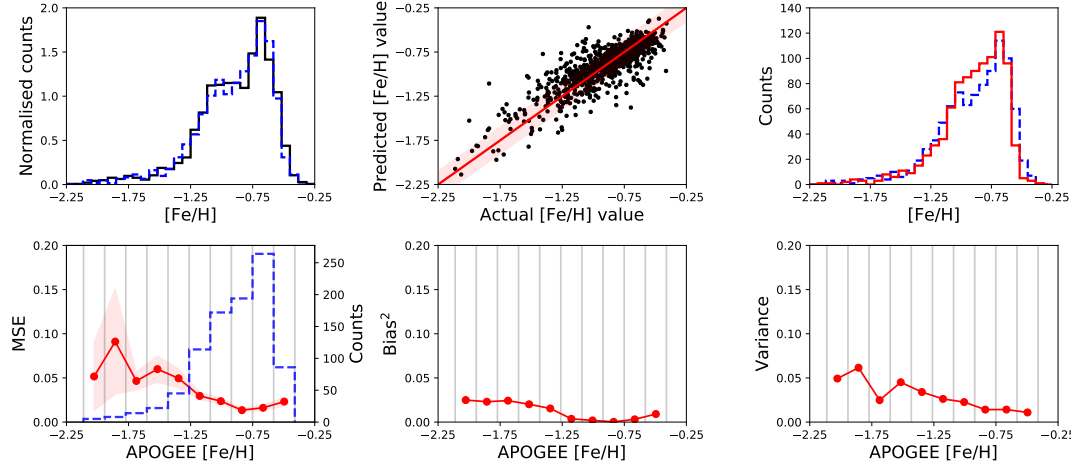 Normalised counts
2.0
1.5
1.0
0.5
0.0
−2.25 −1.75 −1.25 −0.75 −0.25
[Fe/H]
Predicted [Fe/H] value
−0.25
−0.75
−1.25
−1.75
−2.25
−2.25 −1.75 −1.25 −0.75 −0.25
Actual [Fe/H] value
Counts
140
120
100
80
60
40
20
0
−2.25 −1.75 −1.25 −0.75 −0.25
[Fe/H]
MSE
0.20
0.15
0.10
0.05
0.00
−2.25 −1.75 −1.25 −0.75 −0.25
APOGEE [Fe/H]
250
200
150
100
50
0
Counts
Bias²
0.20
0.15
0.10
0.05
0.00
−2.25 −1.75 −1.25 −0.75 −0.25
APOGEE [Fe/H]
Variance
0.20
0.15
0.10
0.05
0.00
−2.25 −1.75 −1.25 −0.75 −0.25
APOGEE [Fe/H]